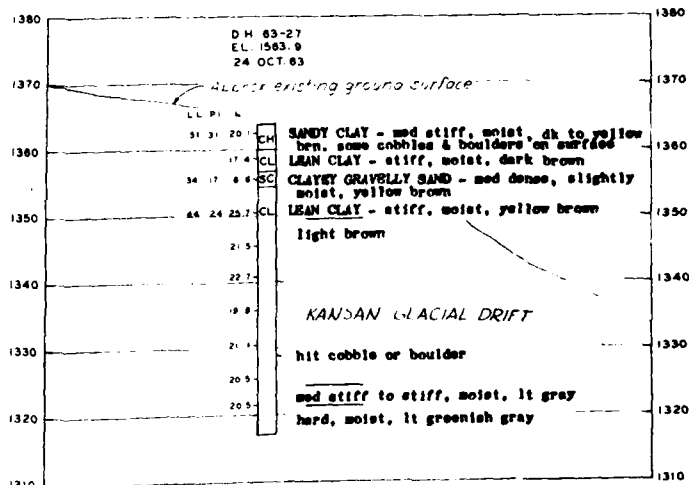 1380
1380
D H 63-27
EL. 1563.9
24 OCT. 63
1370
Approx existing ground surface
1370
LL PI
51 31 20.1 CH SANDY CLAY - med stiff, moist, dk to yellow
brn. some cobbles & boulders on surface
1360
17.4 CL LEAN CLAY - stiff, moist, dark brown
1360
34 17 8.6 SC CLAYEY GRAVELLY SAND - med dense, slightly
moist, yellow brown
1350
44 24 25.7 CL LEAN CLAY - stiff, moist, yellow brown
1350
light brown
21.5
1340
22.7
1340
19.8 KANSAN GLACIAL DRIFT
1330
hit cobble or boulder
1330
20.5 med stiff to stiff, moist, lt gray
1320
20.5 hard, moist, lt greenish gray
1320
1310
1310